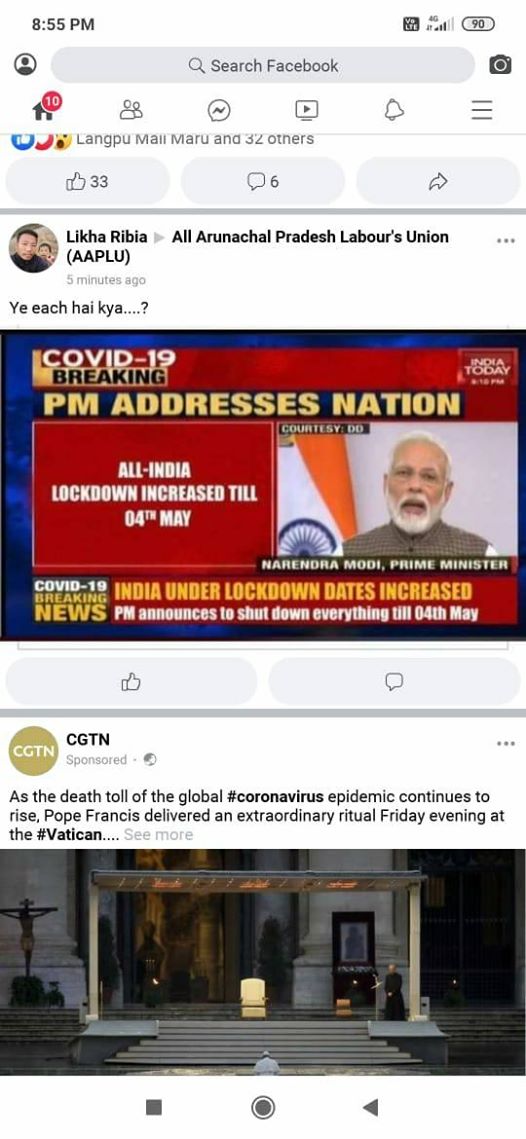 8:55 PM
Vo LTE 4G 90
Search Facebook
10
Langpu Mali Maru and 32 others
33
6
Likha Ribia ▶ All Arunachal Pradesh Labour's Union
(AAPLU)
5 minutes ago
Ye each hai kya....?
COVID-19
BREAKING
INDIA
TODAY
PM ADDRESSES NATION
COURTESY: DD
ALL-INDIA
LOCKDOWN INCREASED TILL
04TH MAY
NARENDRA MODI, PRIME MINISTER
COVID-19
BREAKING
NEWS
INDIA UNDER LOCKDOWN DATES INCREASED
PM announces to shut down everything till 04th May
CGTN
CGTN
Sponsored ·
As the death toll of the global #coronavirus epidemic continues to
rise, Pope Francis delivered an extraordinary ritual Friday evening at
the #Vatican.... See more